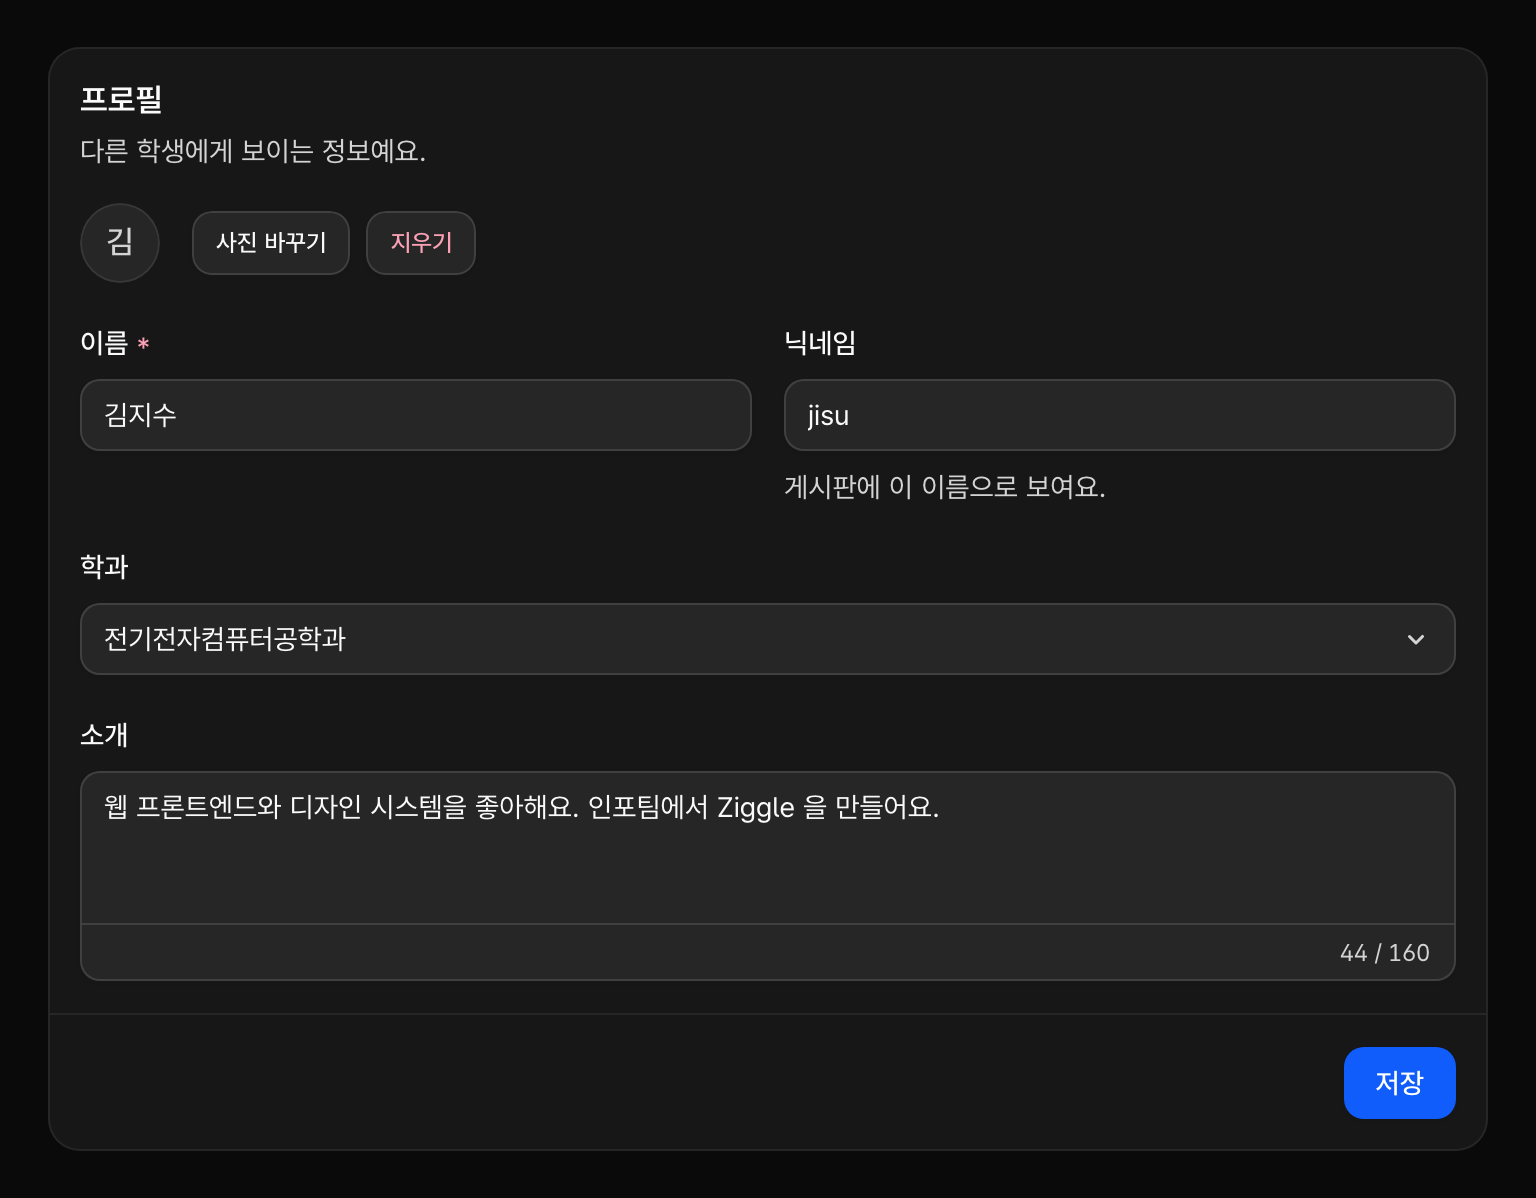 프로필
다른 학생에게 보이는 정보예요.
김
사진 바꾸기
지우기
이름 *
김지수
닉네임
jisu
게시판에 이 이름으로 보여요.
학과
전기전자컴퓨터공학과
소개
웹 프론트엔드와 디자인 시스템을 좋아해요. 인포팀에서 Ziggle 을 만들어요.
44 / 160
저장